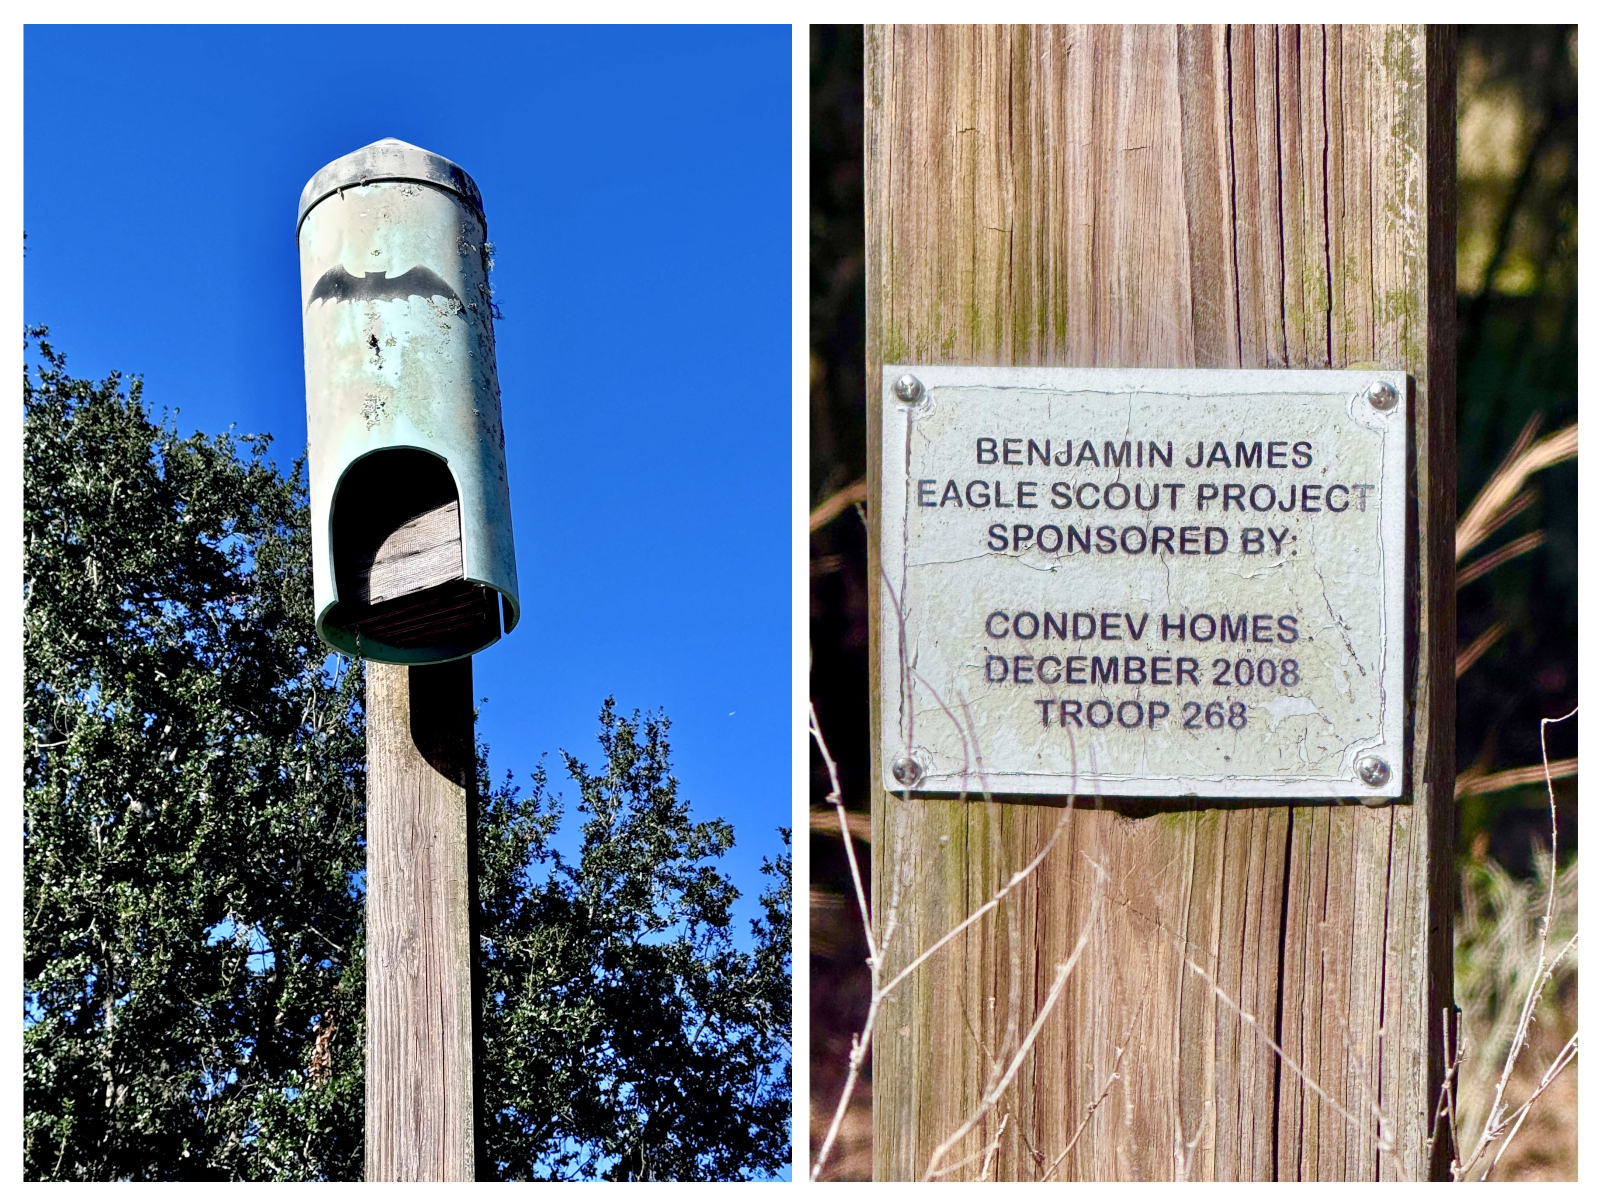 BENJAMIN JAMES
EAGLE SCOUT PROJECT
SPONSORED BY:
CONDEV HOMES
DECEMBER 2008
TROOP 268